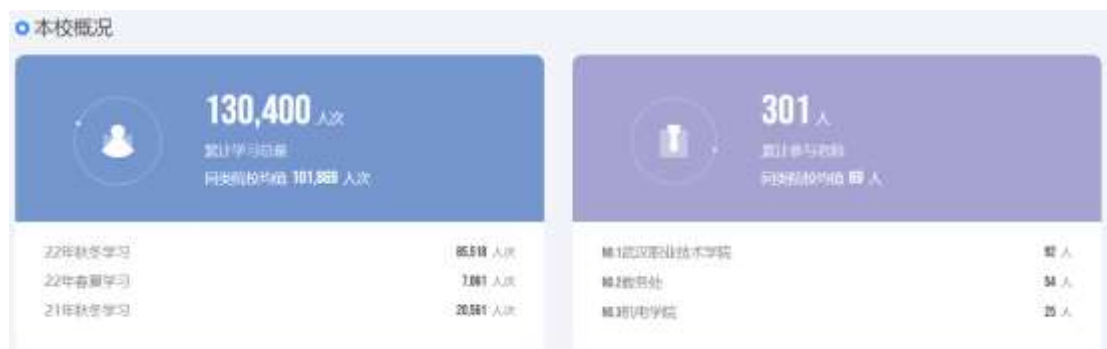 本校概况
130,400 人次
累计学习总量
同类院校均值 101,888 人次
22年秋冬学习 85,518 人次
22年春夏学习 7,081 人次
21年秋冬学习 20,561 人次
301 人
累计参与老师
同类院校均值 89 人
NO.1武汉职业技术学院 92 人
NO.2教务处 54 人
NO.3机电学院 25 人